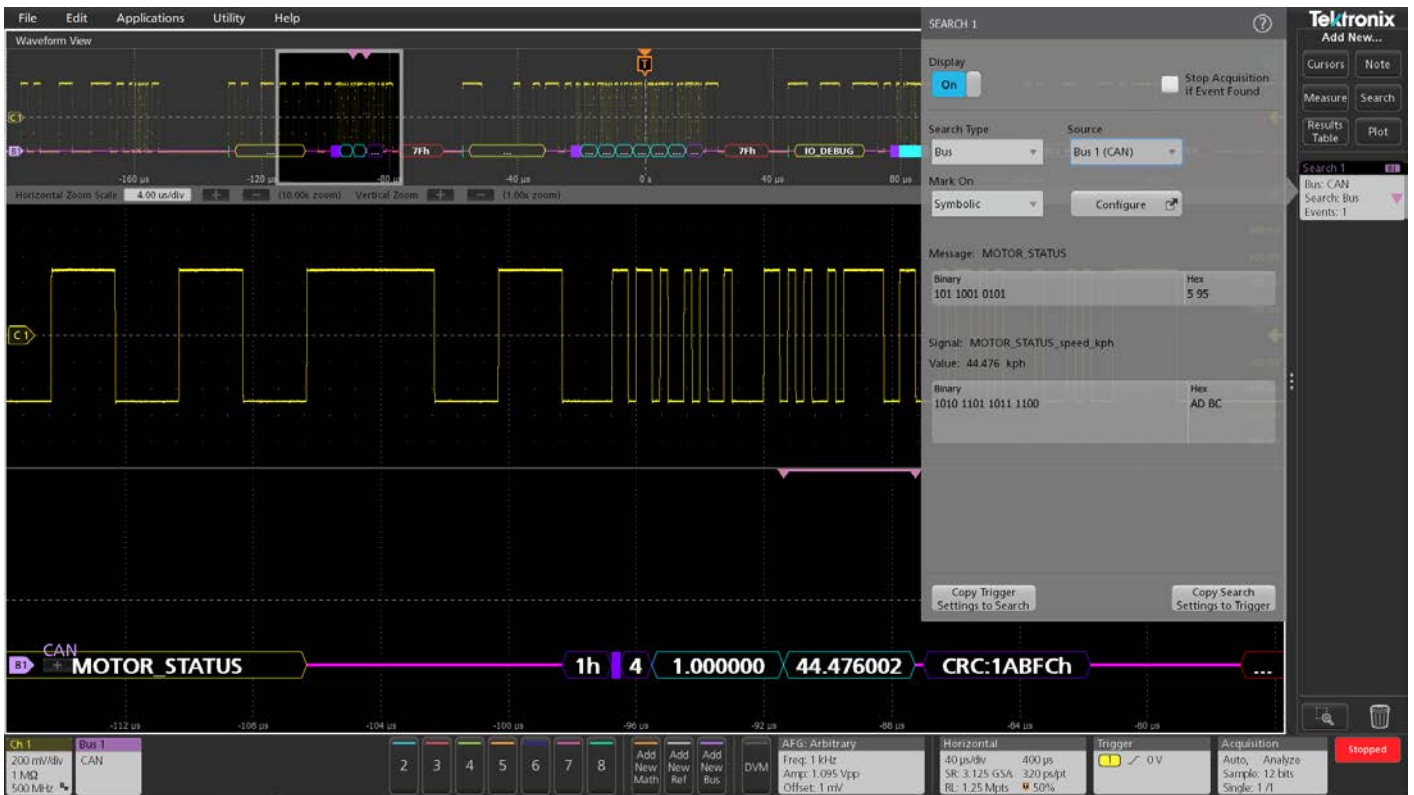 File Edit Applications Utility Help
Tektronix
Waveform View
Add New...
Cursors Note
Measure Search
Results Table Plot
Search 1 B1
Bus: CAN
Search: Bus
Events: 1
SEARCH 1
Display
On
Stop Acquisition
if Event Found
Search Type Source
Bus Bus 1 (CAN)
Mark On
Symbolic Configure
Message: MOTOR_STATUS
Binary Hex
101 1001 0101 5 95
Signal: MOTOR_STATUS_speed_kph
Value: 44.476 kph
Binary Hex
1010 1101 1011 1100 AD BC
Copy Trigger
Settings to Search
Copy Search
Settings to Trigger
T
C1
B1 ... ... 7Fh ... ... ... ... ... ... ... 7Fh IO_DEBUG
-160 µs -120 µs -80 µs -40 µs 0 s 40 µs 80 µs
Horizontal Zoom Scale 4.00 us/div + - (10.00x zoom) Vertical Zoom + - (1.00x zoom)
C1
CAN
B1 + MOTOR_STATUS 1h 4 1.000000 44.476002 CRC:1ABFCh ...
-112 µs -108 µs -104 µs -100 µs -96 µs -92 µs -88 µs -84 µs -80 µs
Ch 1
200 mV/div
1 MΩ
500 MHz
Bus 1
CAN
2 3 4 5 6 7 8
Add New Math
Add New Ref
Add New Bus
DVM
AFG: Arbitrary
Freq: 1 kHz
Amp: 1.095 Vpp
Offset: 1 mV
Horizontal
40 µs/div 400 µs
SR: 3.125 GS/s 320 ps/pt
RL: 1.25 Mpts 50%
Trigger
1 0 V
Acquisition
Auto, Analyze
Sample: 12 bits
Single: 1 /1
Stopped